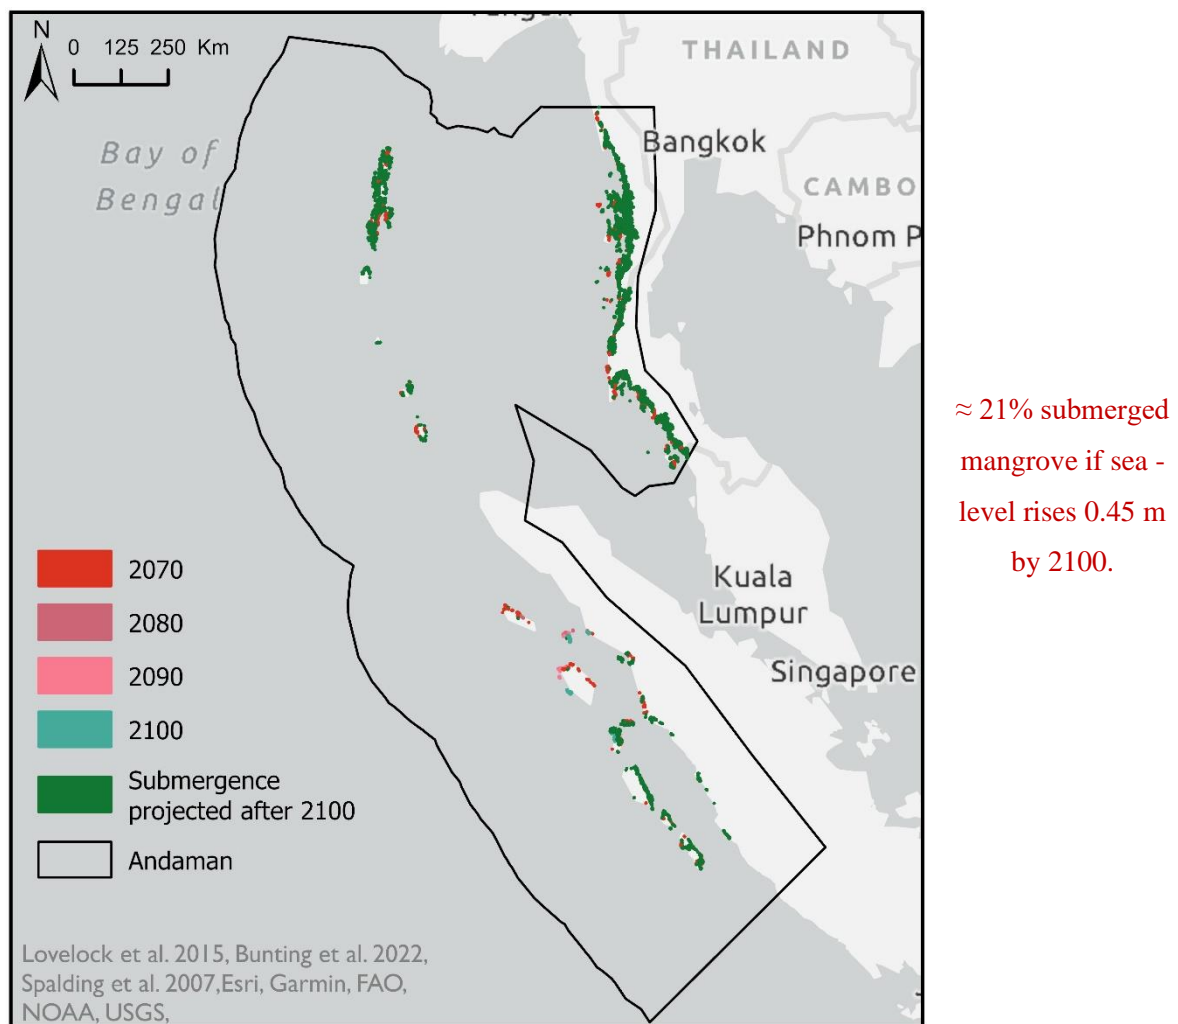 N
0 125 250 Km
THAILAND
Bangkok
Bay of
Bengal
CAMBO
Phnom P
Kuala
Lumpur
Singapore
2070
2080
2090
2100
Submergence
projected after 2100
Andaman
Lovelock et al. 2015, Bunting et al. 2022,
Spalding et al. 2007,Esri, Garmin, FAO,
NOAA, USGS,
≈ 21% submerged
mangrove if sea -
level rises 0.45 m
by 2100.